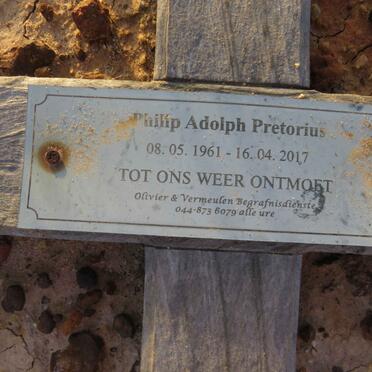 Philip Adolph Pretorius
08. 05. 1961 - 16. 04. 2017
TOT ONS WEER ONTMOET
Olivier & Vermeulen Begrafnisdienste
044-873 6079 alle ure